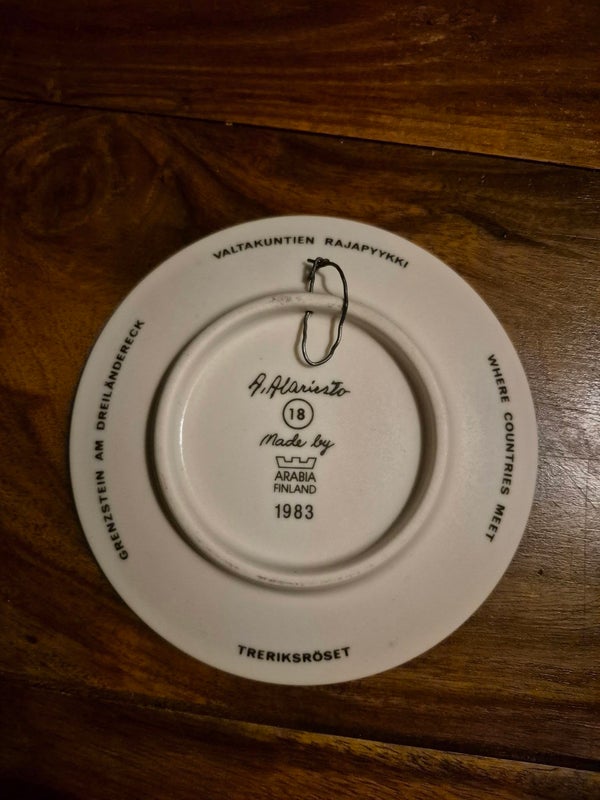 VALTAKUNTIEN RAJAPYYKKI
WHERE COUNTRIES MEET
TRERIKSRÖSET
GRENZSTEIN AM DREILÄNDERECK
A. Alariesto
18
Made by
ARABIA
FINLAND
1983